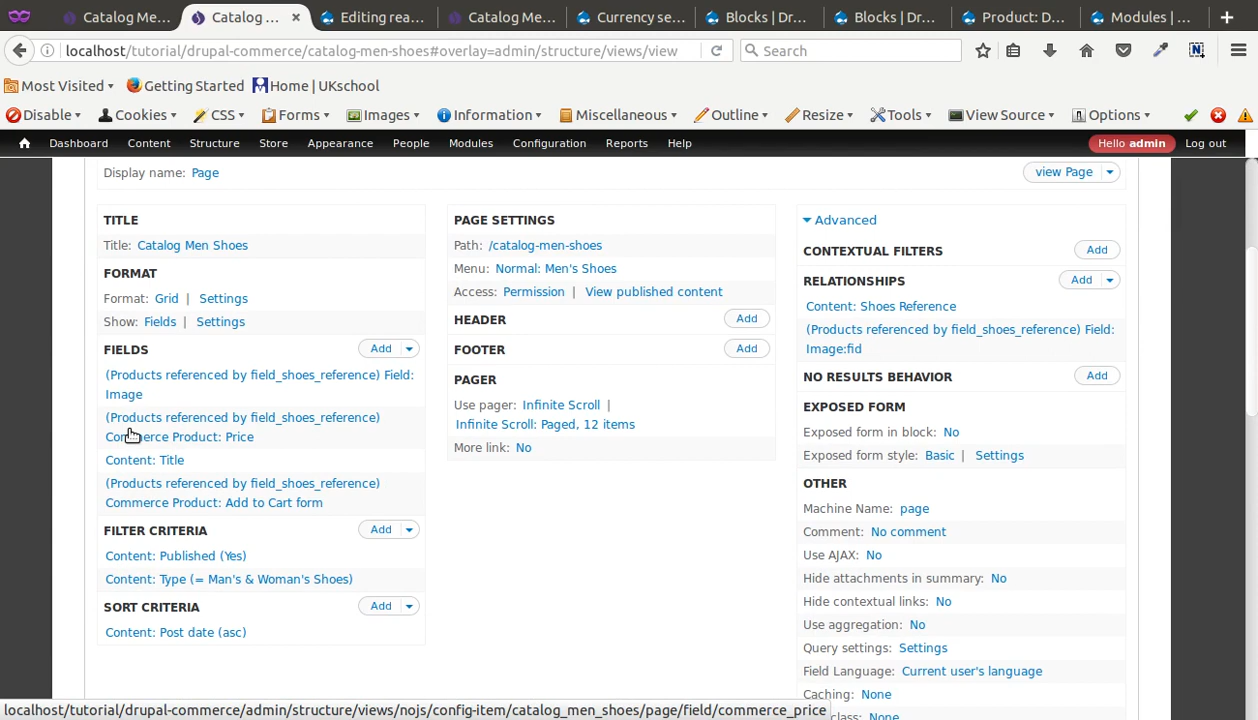 Catalog Me...
Catalog ...
Editing rea...
Catalog Me...
Currency se...
Blocks | Dr...
Blocks | Dr...
Product: D...
Modules | ...
localhost/tutorial/drupal-commerce/catalog-men-shoes#overlay=admin/structure/views/view
Search
Most Visited
Getting Started
Home | UKschool
Disable
Cookies
CSS
Forms
Images
Information
Miscellaneous
Outline
Resize
Tools
View Source
Options
Dashboard
Content
Structure
Store
Appearance
People
Modules
Configuration
Reports
Help
Hello admin
Log out
Display name: Page
view Page
TITLE
Title: Catalog Men Shoes
FORMAT
Format: Grid | Settings
Show: Fields | Settings
FIELDS
Add
(Products referenced by field_shoes_reference) Field:
Image
(Products referenced by field_shoes_reference)
Commerce Product: Price
Content: Title
(Products referenced by field_shoes_reference)
Commerce Product: Add to Cart form
FILTER CRITERIA
Add
Content: Published (Yes)
Content: Type (= Man's & Woman's Shoes)
SORT CRITERIA
Add
Content: Post date (asc)
PAGE SETTINGS
Path: /catalog-men-shoes
Menu: Normal: Men's Shoes
Access: Permission | View published content
HEADER
Add
FOOTER
Add
PAGER
Use pager: Infinite Scroll |
Infinite Scroll: Paged, 12 items
More link: No
Advanced
CONTEXTUAL FILTERS
Add
RELATIONSHIPS
Add
Content: Shoes Reference
(Products referenced by field_shoes_reference) Field:
Image:fid
NO RESULTS BEHAVIOR
Add
EXPOSED FORM
Exposed form in block: No
Exposed form style: Basic | Settings
OTHER
Machine Name: page
Comment: No comment
Use AJAX: No
Hide attachments in summary: No
Hide contextual links: No
Use aggregation: No
Query settings: Settings
Field Language: Current user's language
Caching: None
class: None
localhost/tutorial/drupal-commerce/admin/structure/views/nojs/config-item/catalog_men_shoes/page/field/commerce_price